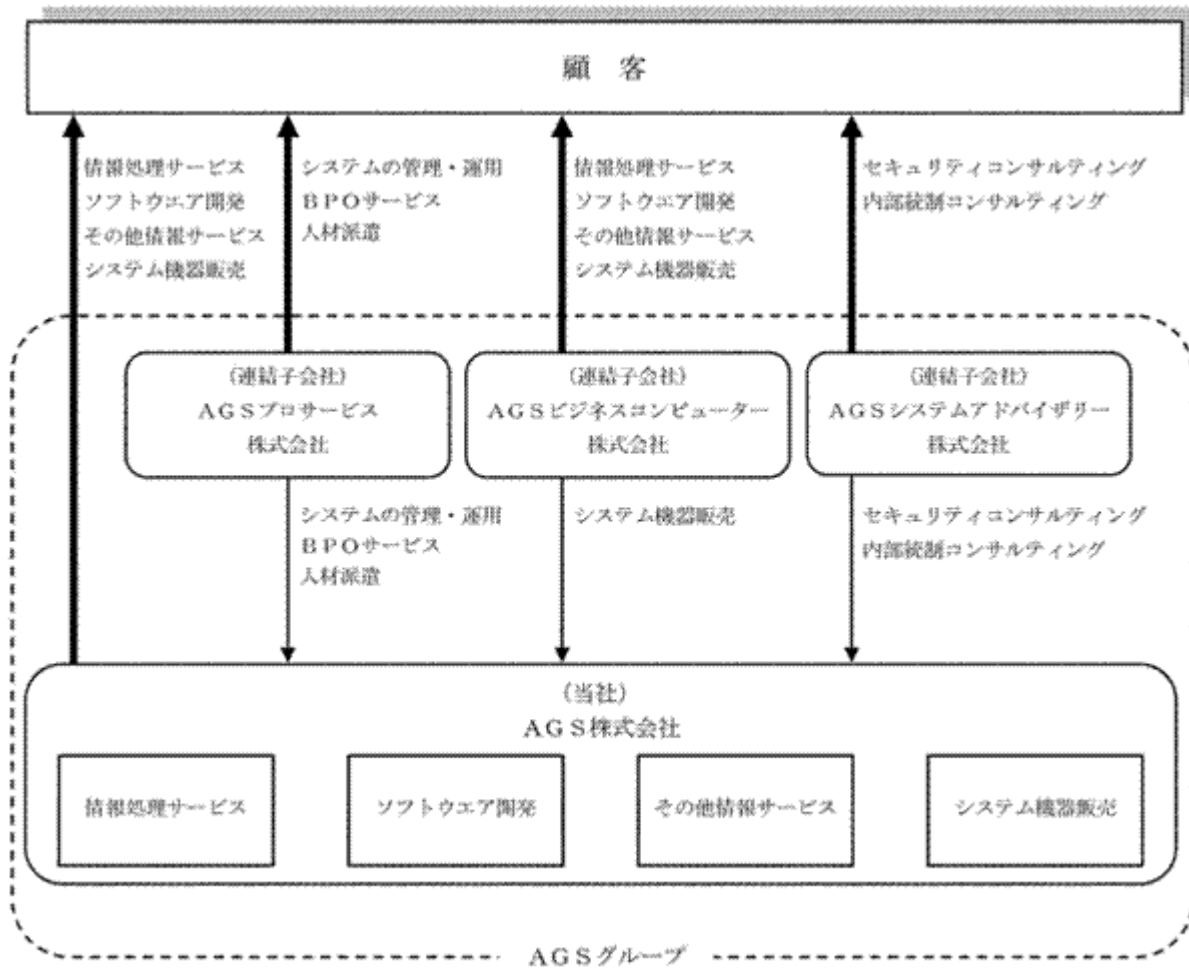 顧　客
情報処理サービス
ソフトウエア開発
その他情報サービス
システム機器販売
システムの管理・運用
ＢＰＯサービス
人材派遣
情報処理サービス
ソフトウエア開発
その他情報サービス
システム機器販売
セキュリティコンサルティング
内部統制コンサルティング
(連結子会社)
ＡＧＳプロサービス
株式会社
(連結子会社)
ＡＧＳビジネスコンピューター
株式会社
(連結子会社)
ＡＧＳシステムアドバイザリー
株式会社
システムの管理・運用
ＢＰＯサービス
人材派遣
システム機器販売
セキュリティコンサルティング
内部統制コンサルティング
(当社)
ＡＧＳ株式会社
情報処理サービス
ソフトウエア開発
その他情報サービス
システム機器販売
ＡＧＳグループ